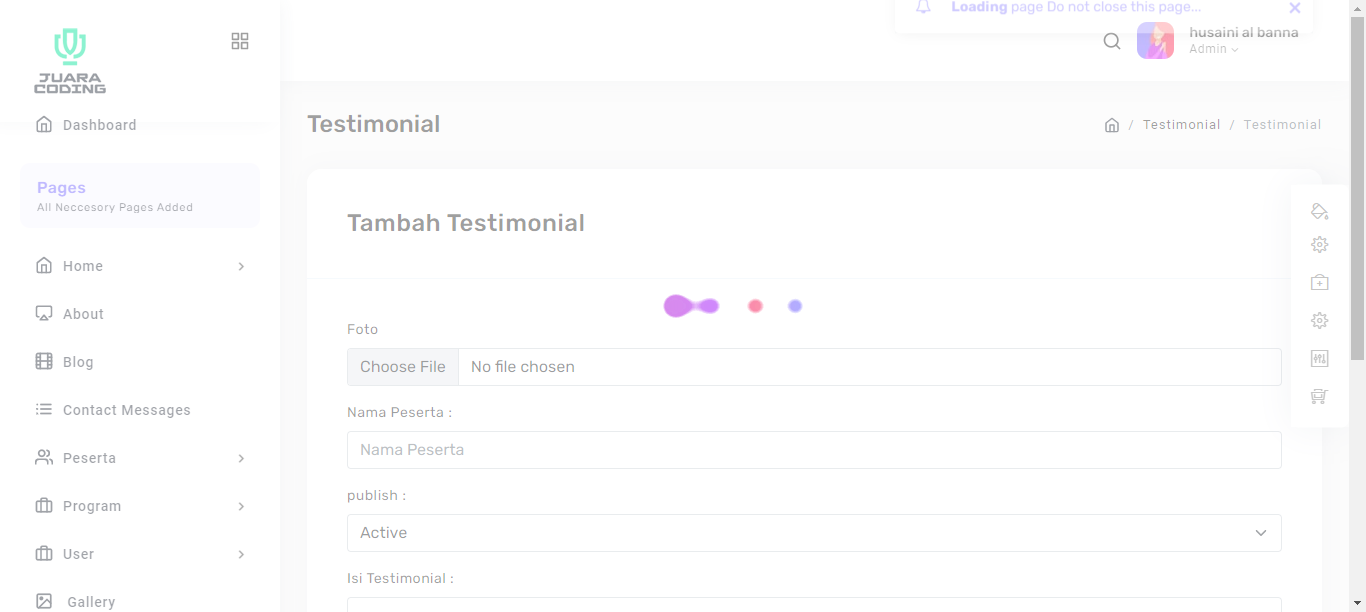 Loading page Do not close this page...
JUARA
CODING
husaini al banna
Admin
Dashboard
Testimonial
/ Testimonial / Testimonial
Pages
All Neccesory Pages Added
Tambah Testimonial
Home
About
Blog
Contact Messages
Peserta
Program
User
Gallery
Foto
Choose File No file chosen
Nama Peserta :
Nama Peserta
publish :
Active
Isi Testimonial :